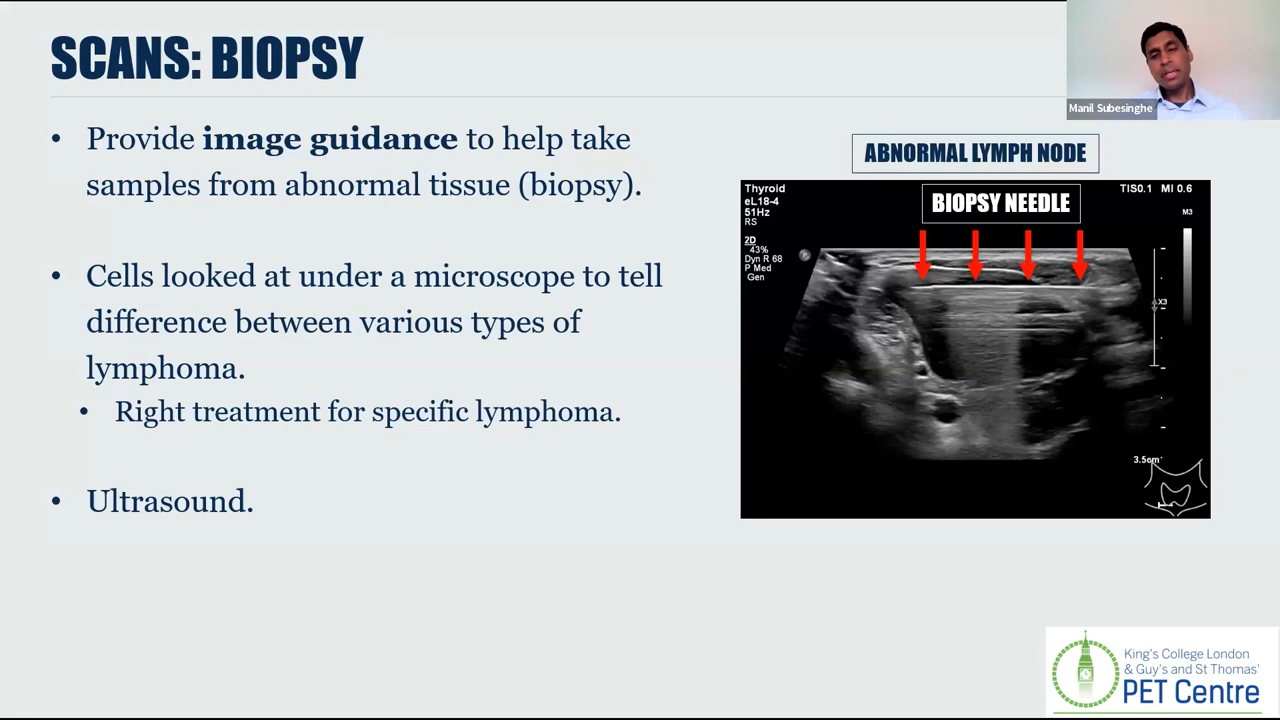 SCANS: BIOPSY
Manil Subesinghe
• Provide image guidance to help take
samples from abnormal tissue (biopsy).
• Cells looked at under a microscope to tell
difference between various types of
lymphoma.
• Right treatment for specific lymphoma.
• Ultrasound.
ABNORMAL LYMPH NODE
Thyroid
eL18-4
51Hz
RS
BIOPSY NEEDLE
TIS0.1 MI 0.6
M3
2D
43%
Dyn R 68
P Med
Gen
X3
3.5cm
King's College London
& Guy's and St Thomas'
PET Centre